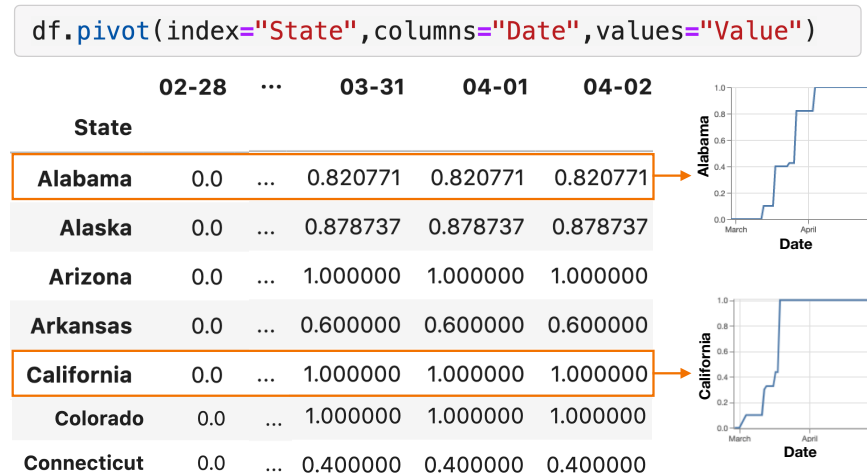 df.pivot(index="State",columns="Date",values="Value")
02-28 ... 03-31 04-01 04-02
State
Alabama 0.0 ... 0.820771 0.820771 0.820771
Alaska 0.0 ... 0.878737 0.878737 0.878737
Arizona 0.0 ... 1.000000 1.000000 1.000000
Arkansas 0.0 ... 0.600000 0.600000 0.600000
California 0.0 ... 1.000000 1.000000 1.000000
Colorado 0.0 ... 1.000000 1.000000 1.000000
Connecticut 0.0 ... 0.400000 0.400000 0.400000
Alabama
1.0
0.8
0.6
0.4
0.2
0.0
March April
Date
California
1.0
0.8
0.6
0.4
0.2
0.0
March April
Date